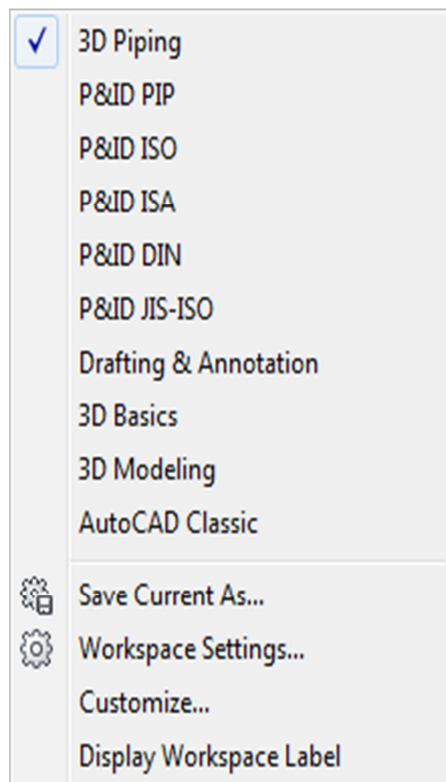 3D Piping
P&ID PIP
P&ID ISO
P&ID ISA
P&ID DIN
P&ID JIS-ISO
Drafting & Annotation
3D Basics
3D Modeling
AutoCAD Classic
Save Current As...
Workspace Settings...
Customize...
Display Workspace Label